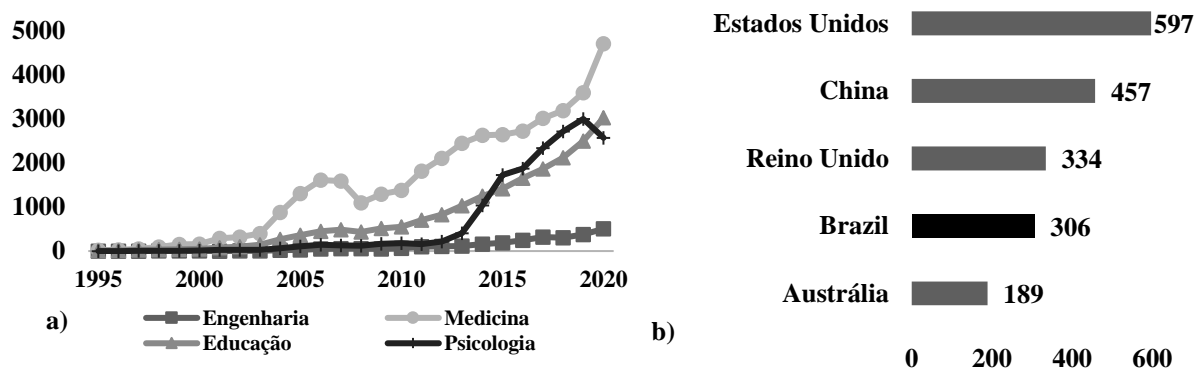 5000
4000
3000
2000
1000
0
1995 2000 2005 2010 2015 2020
Engenharia Medicina
Educação Psicologia
a)
Estados Unidos 597
China 457
Reino Unido 334
Brazil 306
Austrália 189
0 200 400 600
b)